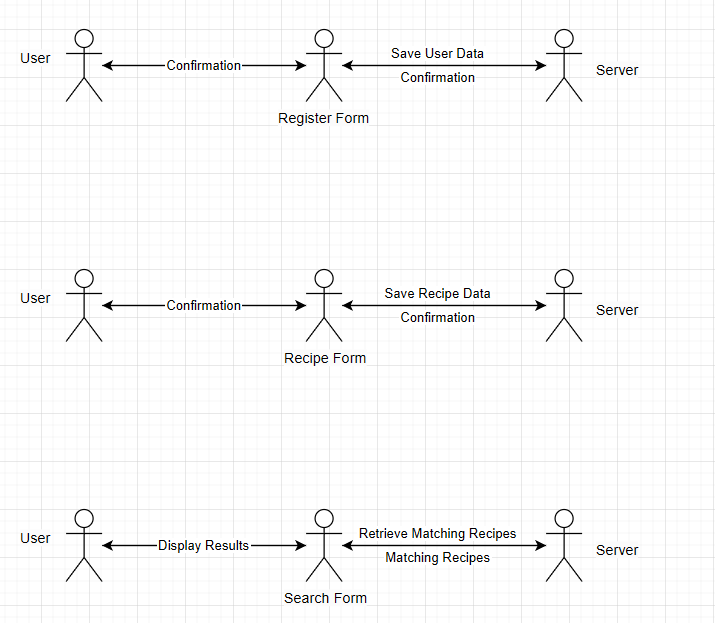 User
Confirmation
Save User Data
Confirmation
Server
Register Form
User
Confirmation
Save Recipe Data
Confirmation
Server
Recipe Form
User
Display Results
Retrieve Matching Recipes
Matching Recipes
Server
Search Form